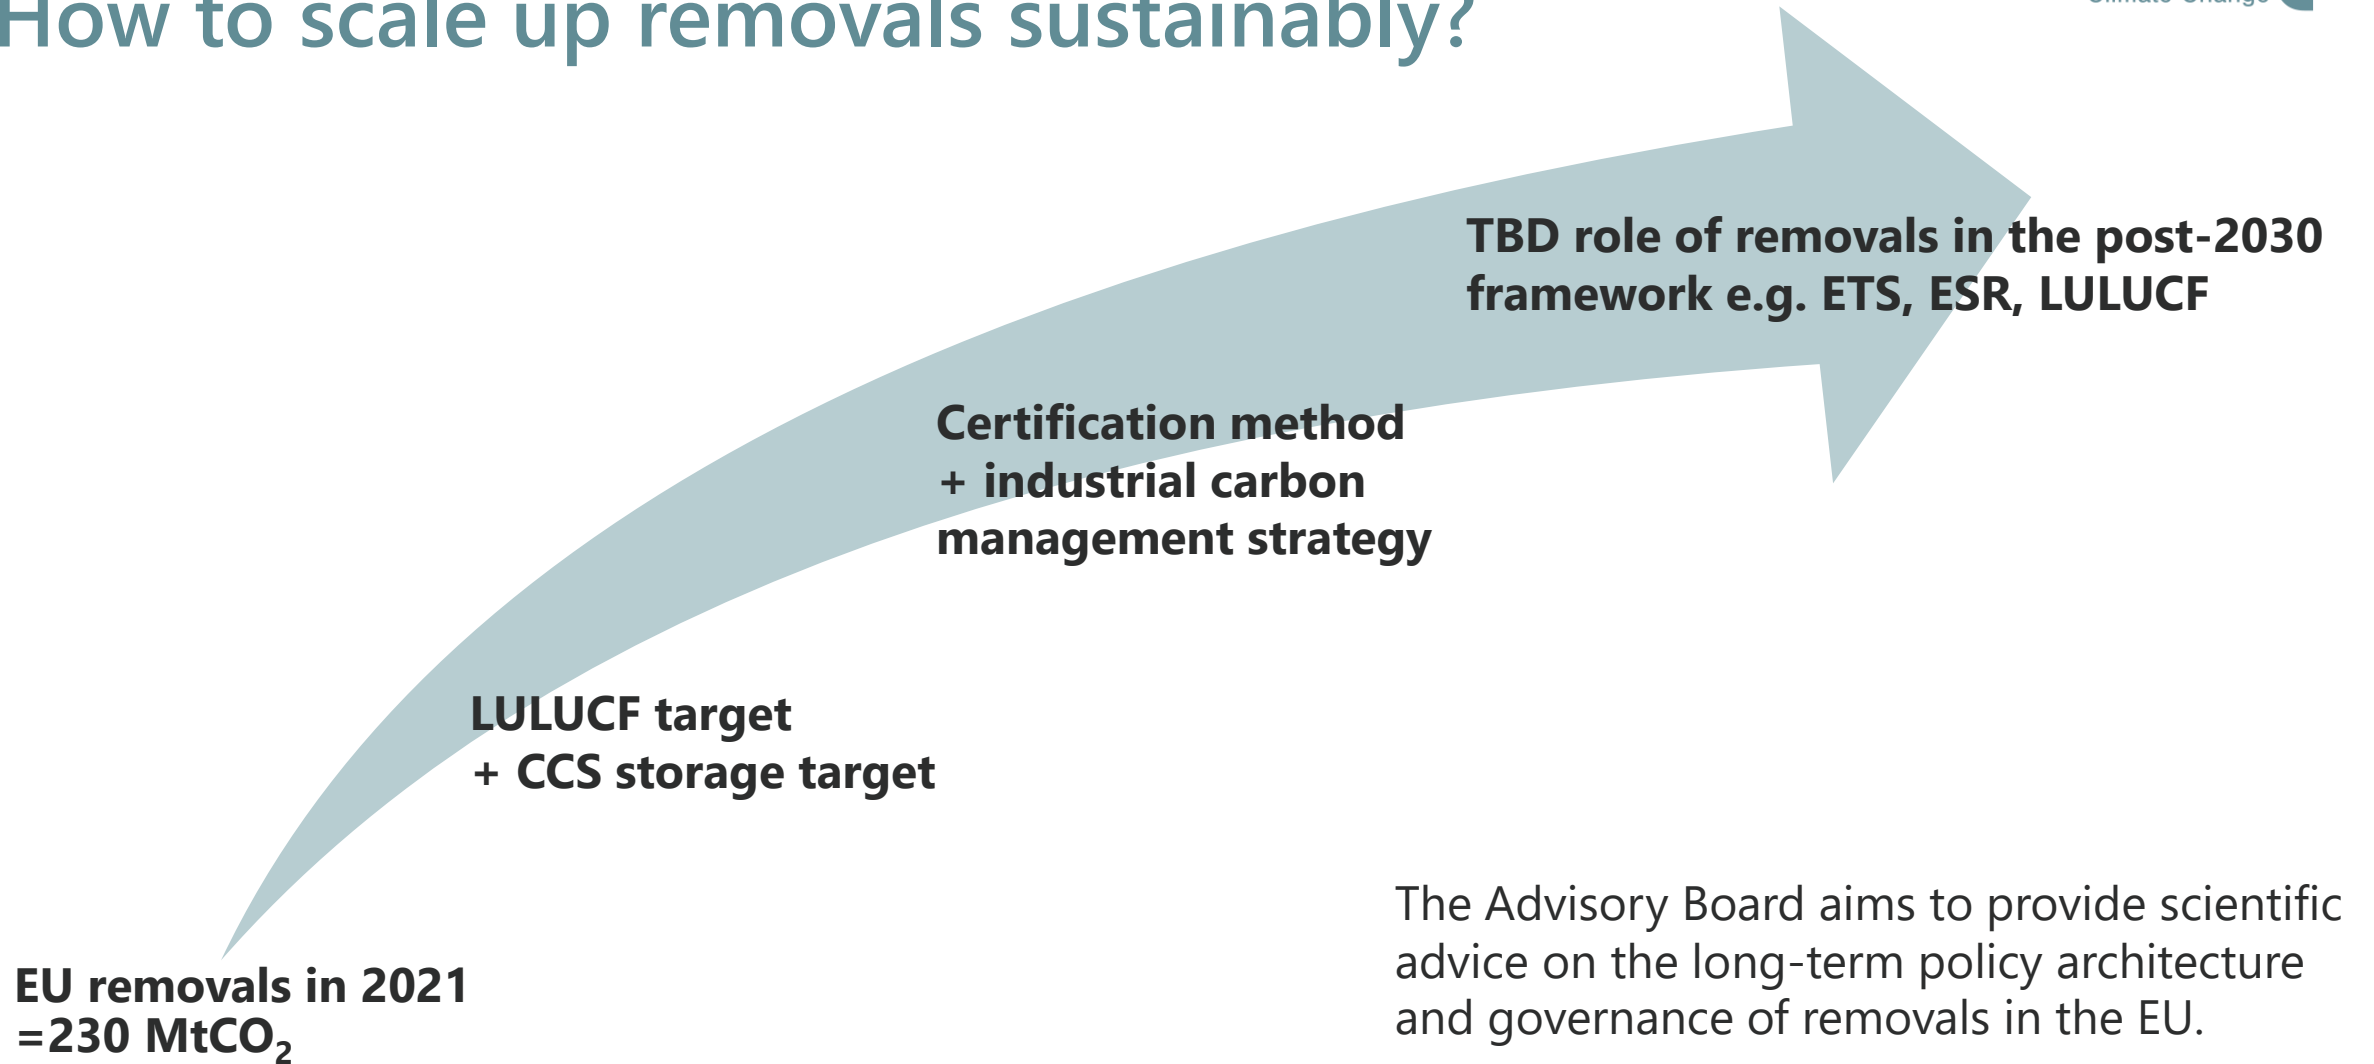 How to scale up removals sustainably?
Climate Change
TBD role of removals in the post-2030
framework e.g. ETS, ESR, LULUCF
Certification method
+ industrial carbon
management strategy
LULUCF target
+ CCS storage target
EU removals in 2021
=230 MtCO₂
The Advisory Board aims to provide scientific
advice on the long-term policy architecture
and governance of removals in the EU.